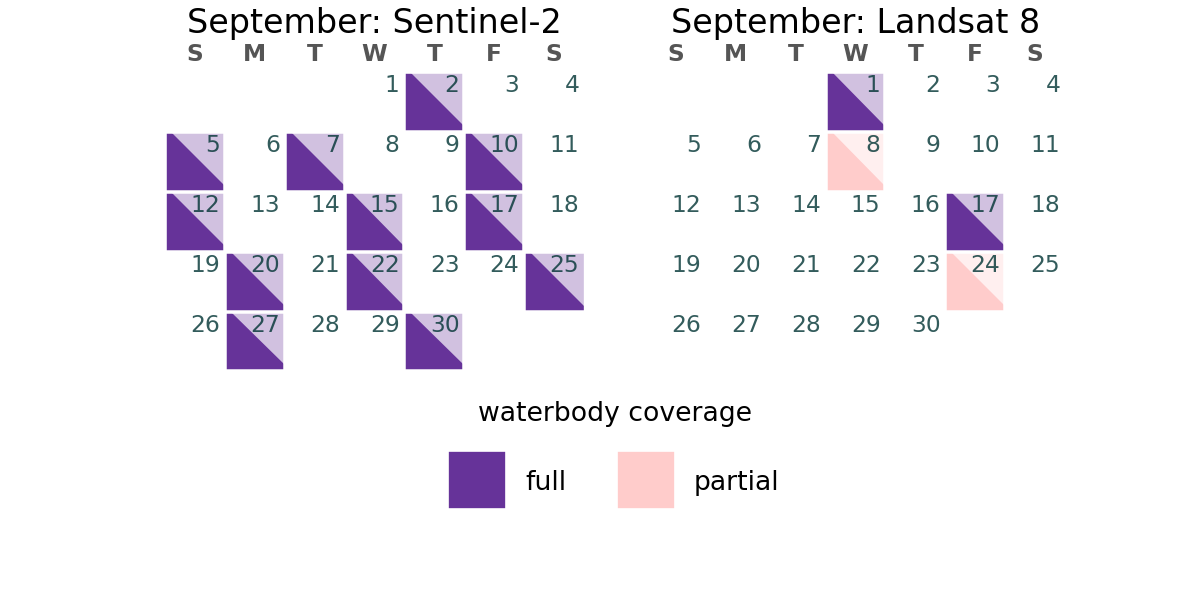 September: Sentinel-2
S M T W T F S
1 2 3 4
5 6 7 8 9 10 11
12 13 14 15 16 17 18
19 20 21 22 23 24 25
26 27 28 29 30
September: Landsat 8
S M T W T F S
1 2 3 4
5 6 7 8 9 10 11
12 13 14 15 16 17 18
19 20 21 22 23 24 25
26 27 28 29 30
waterbody coverage
full partial